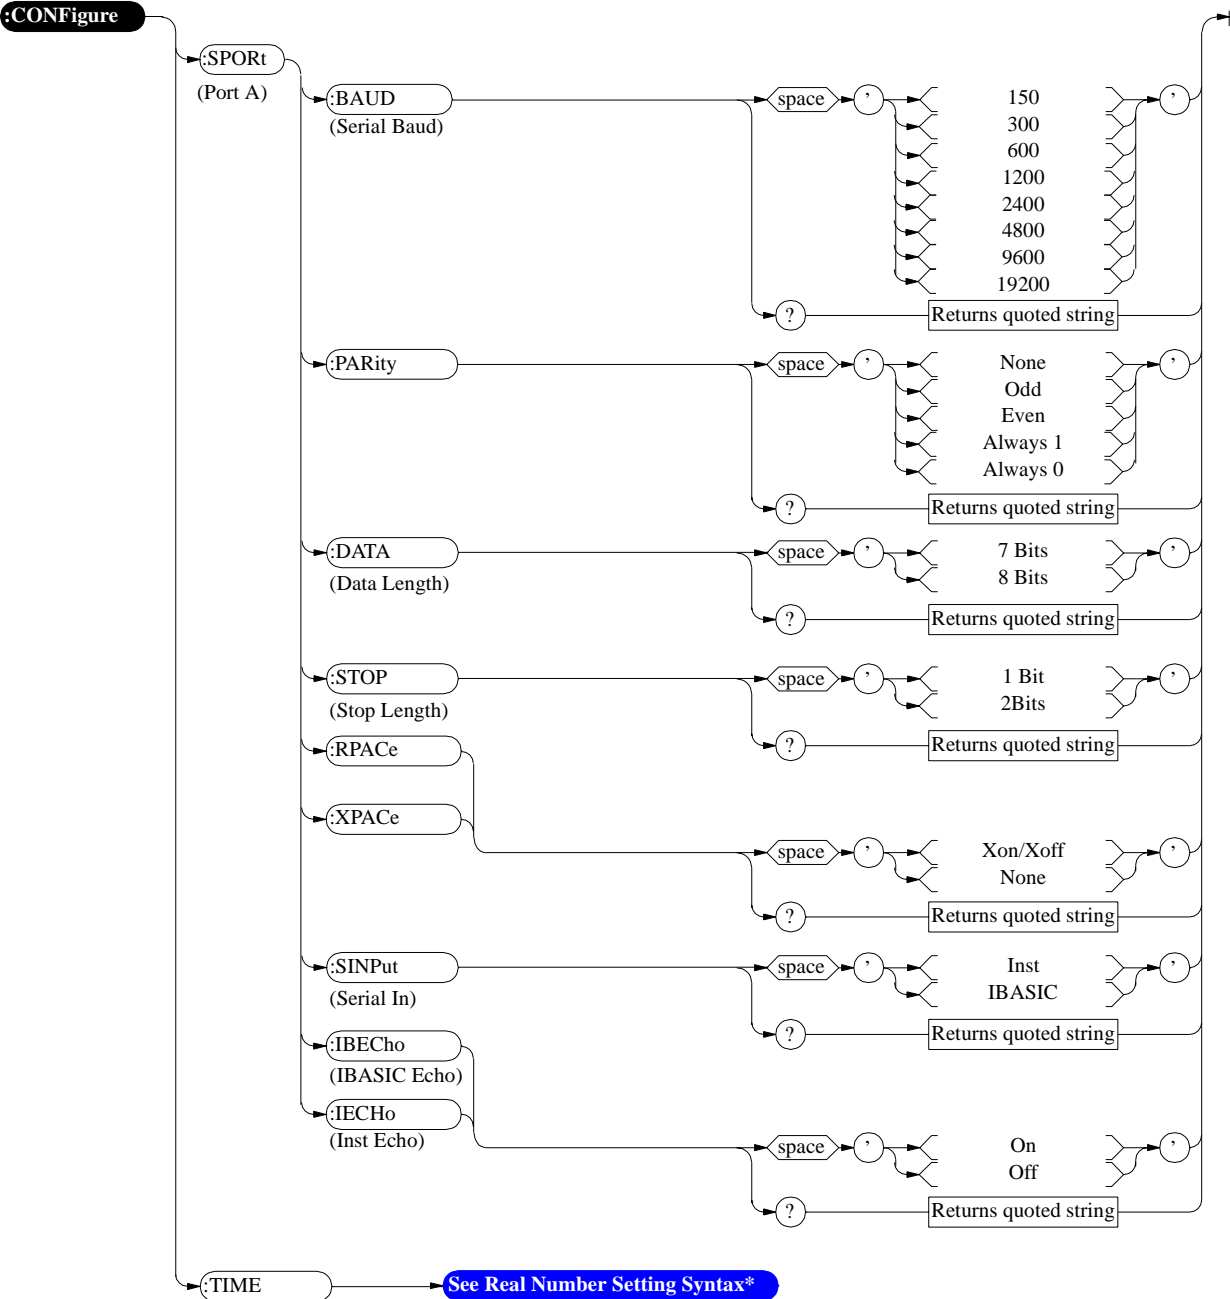 :CONFigure
:SPORt
(Port A)
:BAUD
(Serial Baud)
space
’
150
’
300
600
1200
2400
4800
9600
19200
?
Returns quoted string
:PARity
space
’
None
’
Odd
Even
Always 1
Always 0
?
Returns quoted string
:DATA
(Data Length)
space
’
7 Bits
’
8 Bits
?
Returns quoted string
:STOP
(Stop Length)
space
’
1 Bit
’
2Bits
?
Returns quoted string
:RPACe
:XPACe
space
’
Xon/Xoff
’
None
?
Returns quoted string
:SINPut
(Serial In)
space
’
Inst
’
IBASIC
?
Returns quoted string
:IBECho
(IBASIC Echo)
:IECHo
(Inst Echo)
space
’
On
’
Off
?
Returns quoted string
:TIME
See Real Number Setting Syntax*